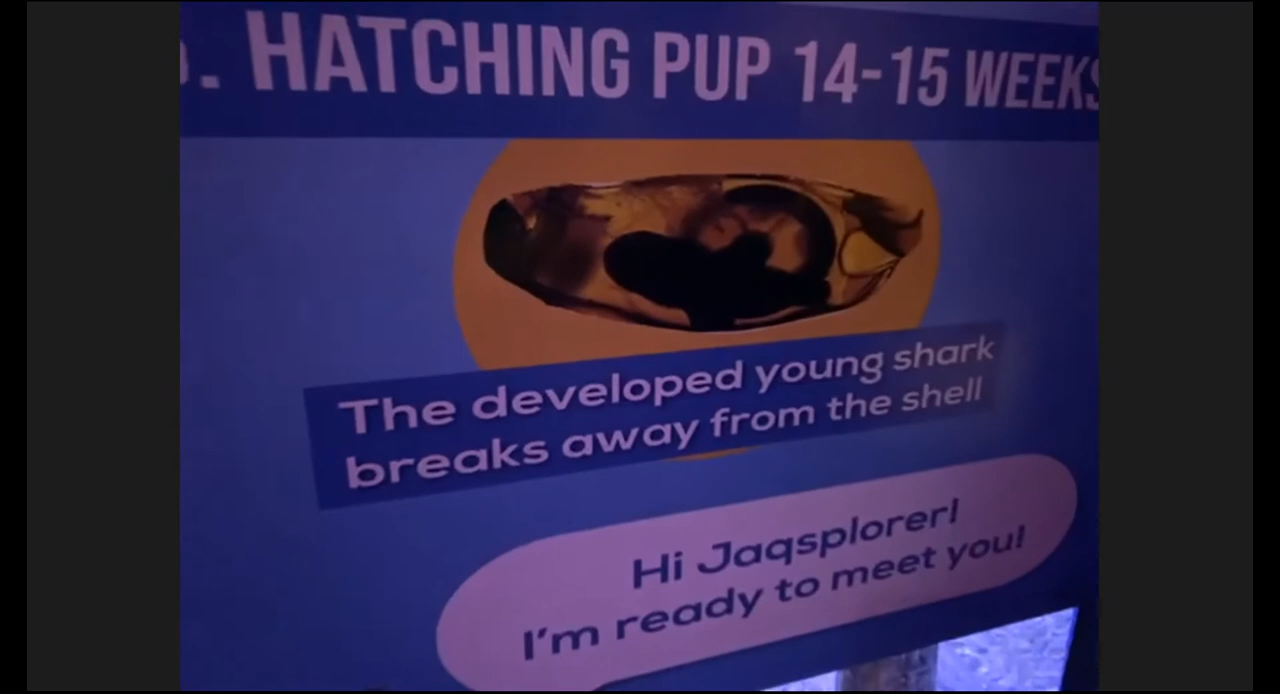 . HATCHING PUP 14-15 WEEKS
The developed young shark
breaks away from the shell
Hi Jaqsplorer!
I'm ready to meet you!